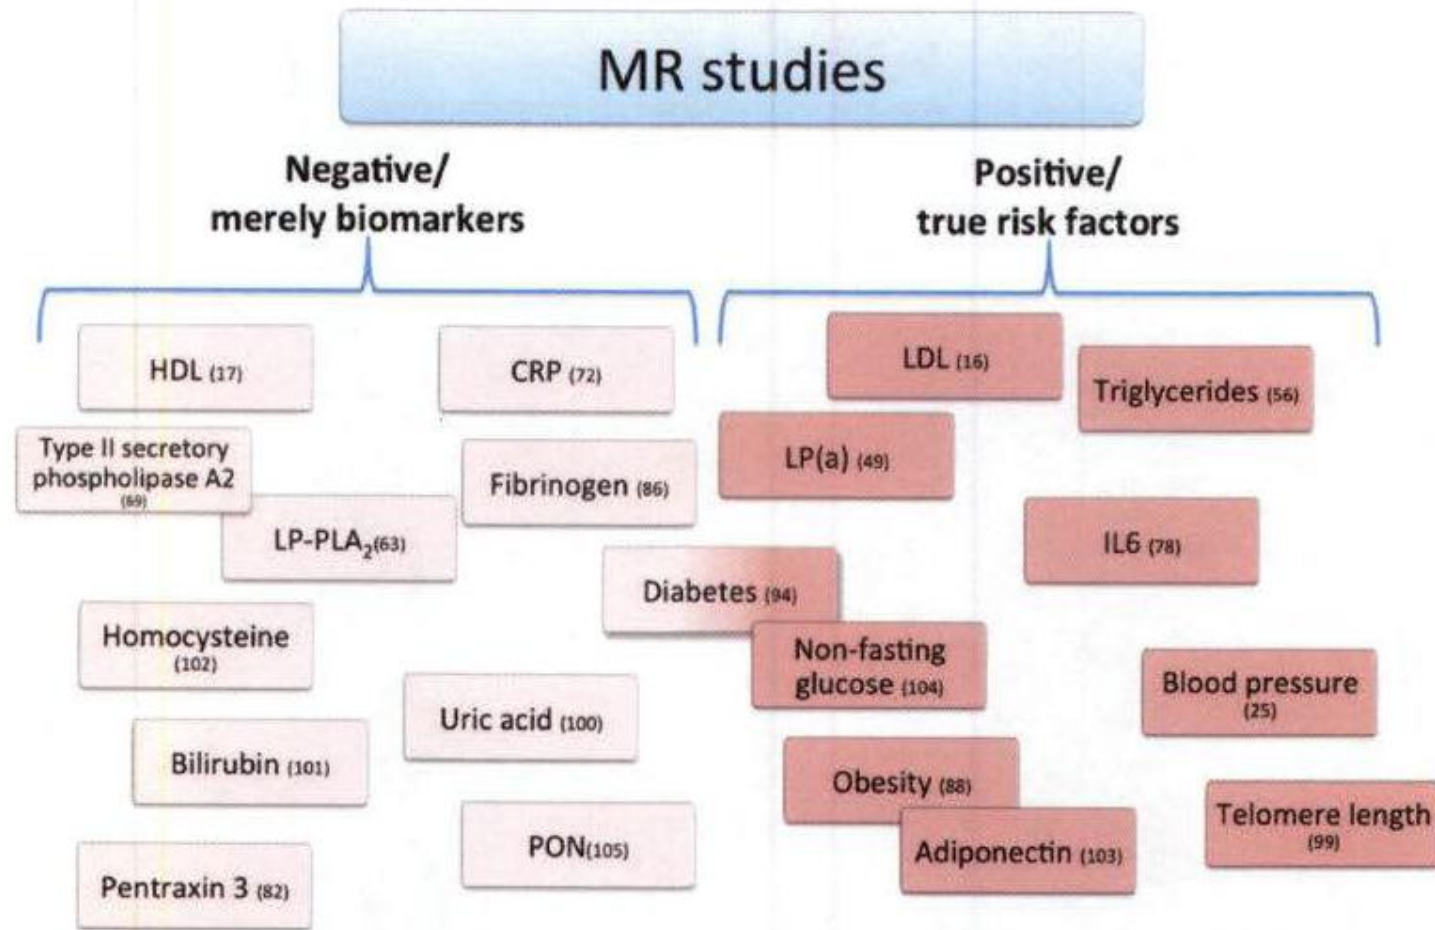 MR studies
Negative/
merely biomarkers
Positive/
true risk factors
HDL (17)
CRP (72)
Type II secretory
phospholipase A2
(69)
Fibrinogen (86)
LP-PLA₂(63)
Homocysteine
(102)
Uric acid (100)
Bilirubin (101)
PON(105)
Pentraxin 3 (82)
Diabetes (94)
LDL (16)
Triglycerides (56)
LP(a) (49)
IL6 (78)
Non-fasting
glucose (104)
Blood pressure
(25)
Obesity (88)
Adiponectin (103)
Telomere length
(99)